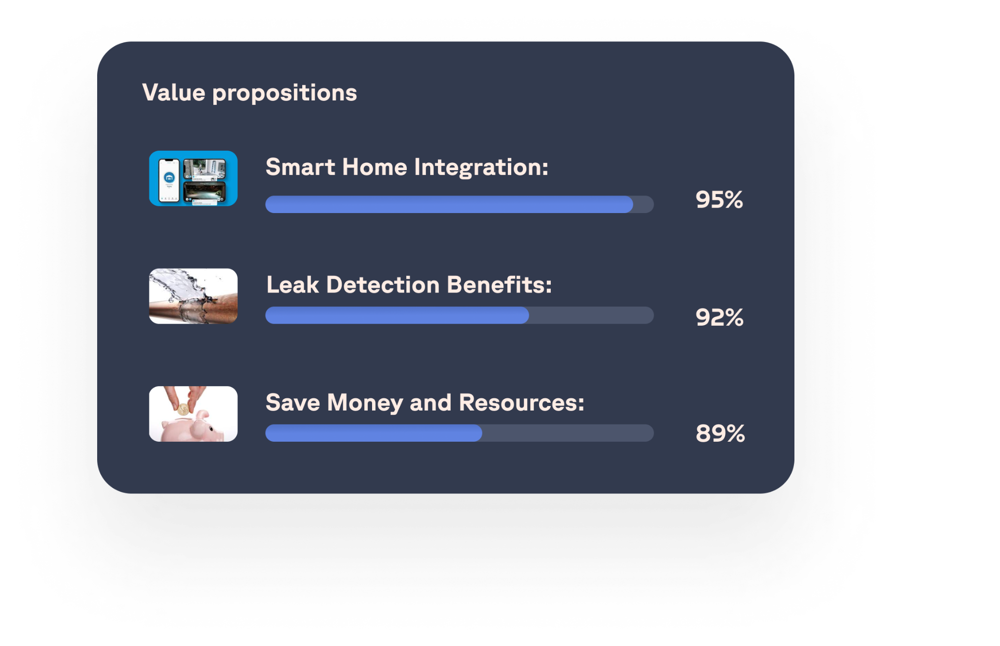 Value propositions
Smart Home Integration:
95%
Leak Detection Benefits:
92%
Save Money and Resources:
89%